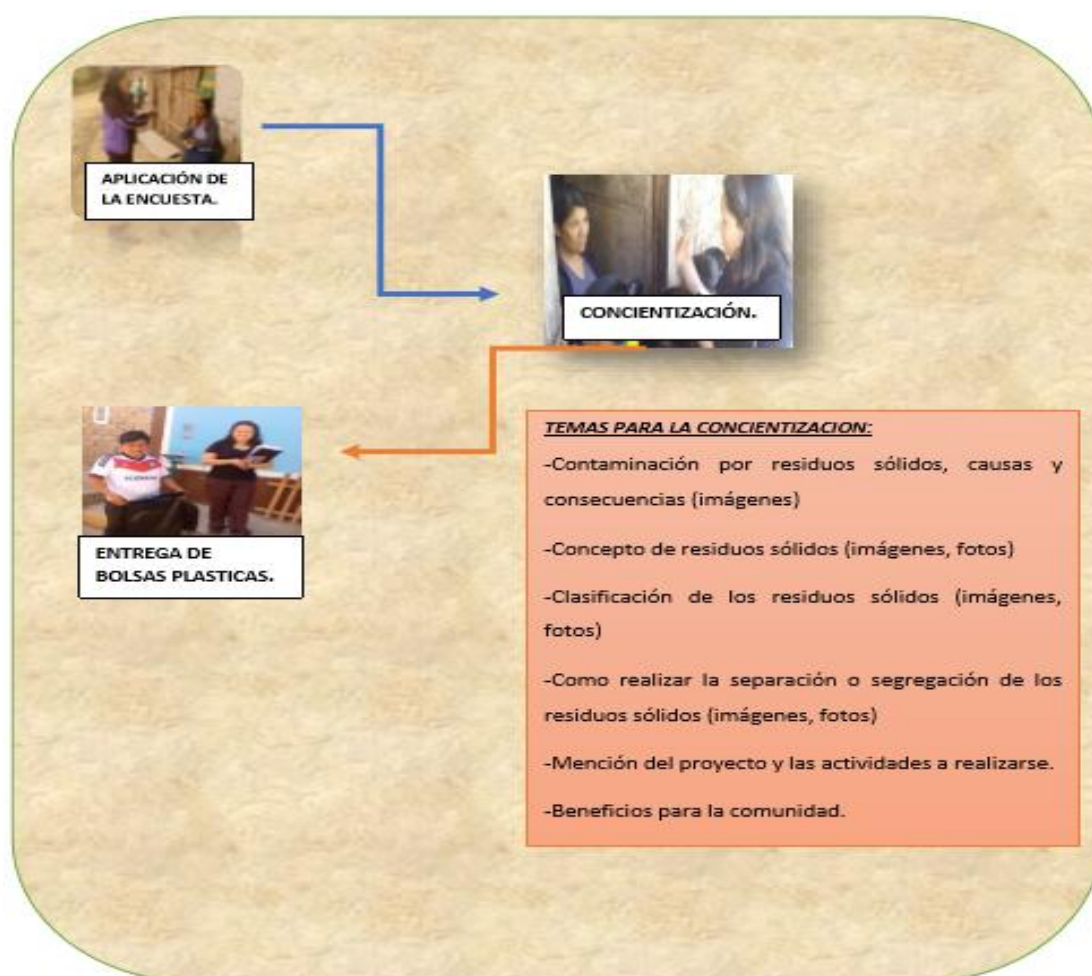 APLICACIÓN DE
LA ENCUESTA.
CONCIENTIZACIÓN.
ENTREGA DE
BOLSAS PLASTICAS.
TEMAS PARA LA CONCIENTIZACION:
-Contaminación por residuos sólidos, causas y
consecuencias (imágenes)
-Concepto de residuos sólidos (imágenes, fotos)
-Clasificación de los residuos sólidos (imágenes,
fotos)
-Como realizar la separación o segregación de los
residuos sólidos (imágenes, fotos)
-Mención del proyecto y las actividades a realizarse.
-Beneficios para la comunidad.